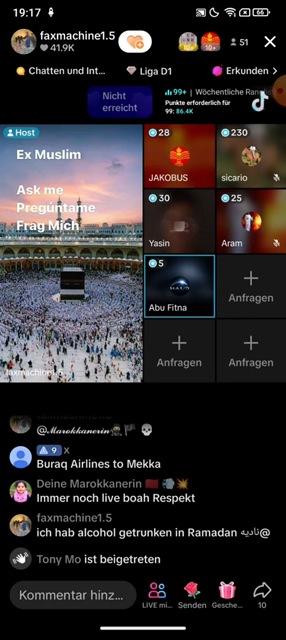 19:17
66
faxmachine1.5
41.9K
10+
51
Chatten und Int...
Liga D1
Erkunden
Nicht
erreicht
99+ Wöchentliche Ran
Punkte erforderlich für
99: 86.4K
Host
Ex Muslim
Ask me
Pregúntame
Frag Mich
faxmachine1.5
28
JAKOBUS
230
sicario
30
Yasin
25
Aram
5
Abu Fitna
Anfragen
Anfragen
Anfragen
@𝓜𝓪𝓻𝓸𝓴𝓴𝓪𝓷𝓮𝓻𝓲𝓷
9 X
Buraq Airlines to Mekka
Deine Marokkanerin
Immer noch live boah Respekt
faxmachine1.5
ich hab alcohol getrunken in Ramadan @نادیه
Tony Mo ist beigetreten
Kommentar hinz...
LIVE mi...
Senden
Gesche...
10